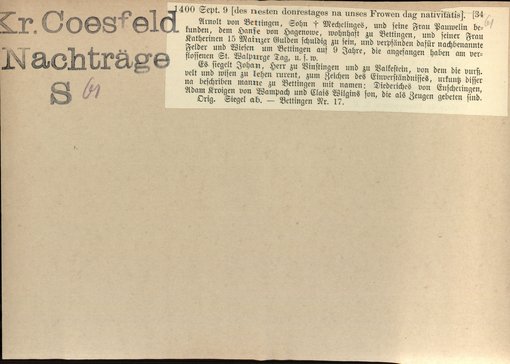 Kr. Coesfeld
Nachträge
S 61
1400 Sept. 9 [des nesten donrestages na unses Frowen dag nativitatis]. [34
61
Arnolt von Bettingen, Sohn † Mechelinges, und seine Frau Pauwelin be-
kunden, dem Hanse von Hagenowe, wohnhaft zu Bettingen, und seiner Frau
Katherinen 15 Mainzer Gulden schuldig zu sein, und verpfänden dafür nachbenannte
Felder und Wiesen um Bettingen auf 9 Jahre, die angefangen haben am ver-
flossenen St. Walpurge Tag, u. s. w.
Es siegelt Johan, Herr zu Vinstingen und zu Valkestein, von dem die vurß.
velt und wisen zu lehen rurent, zum Zeichen des Einverständnisses, urkuntz disser
na beschriben manne zu Bettingen mit namen: Diederiches von Enscheringen,
Adam Kroigen von Wampach und Clais Wilgins son, die als Zeugen gebeten sind.
Orig. Siegel ab. — Bettingen Nr. 17.